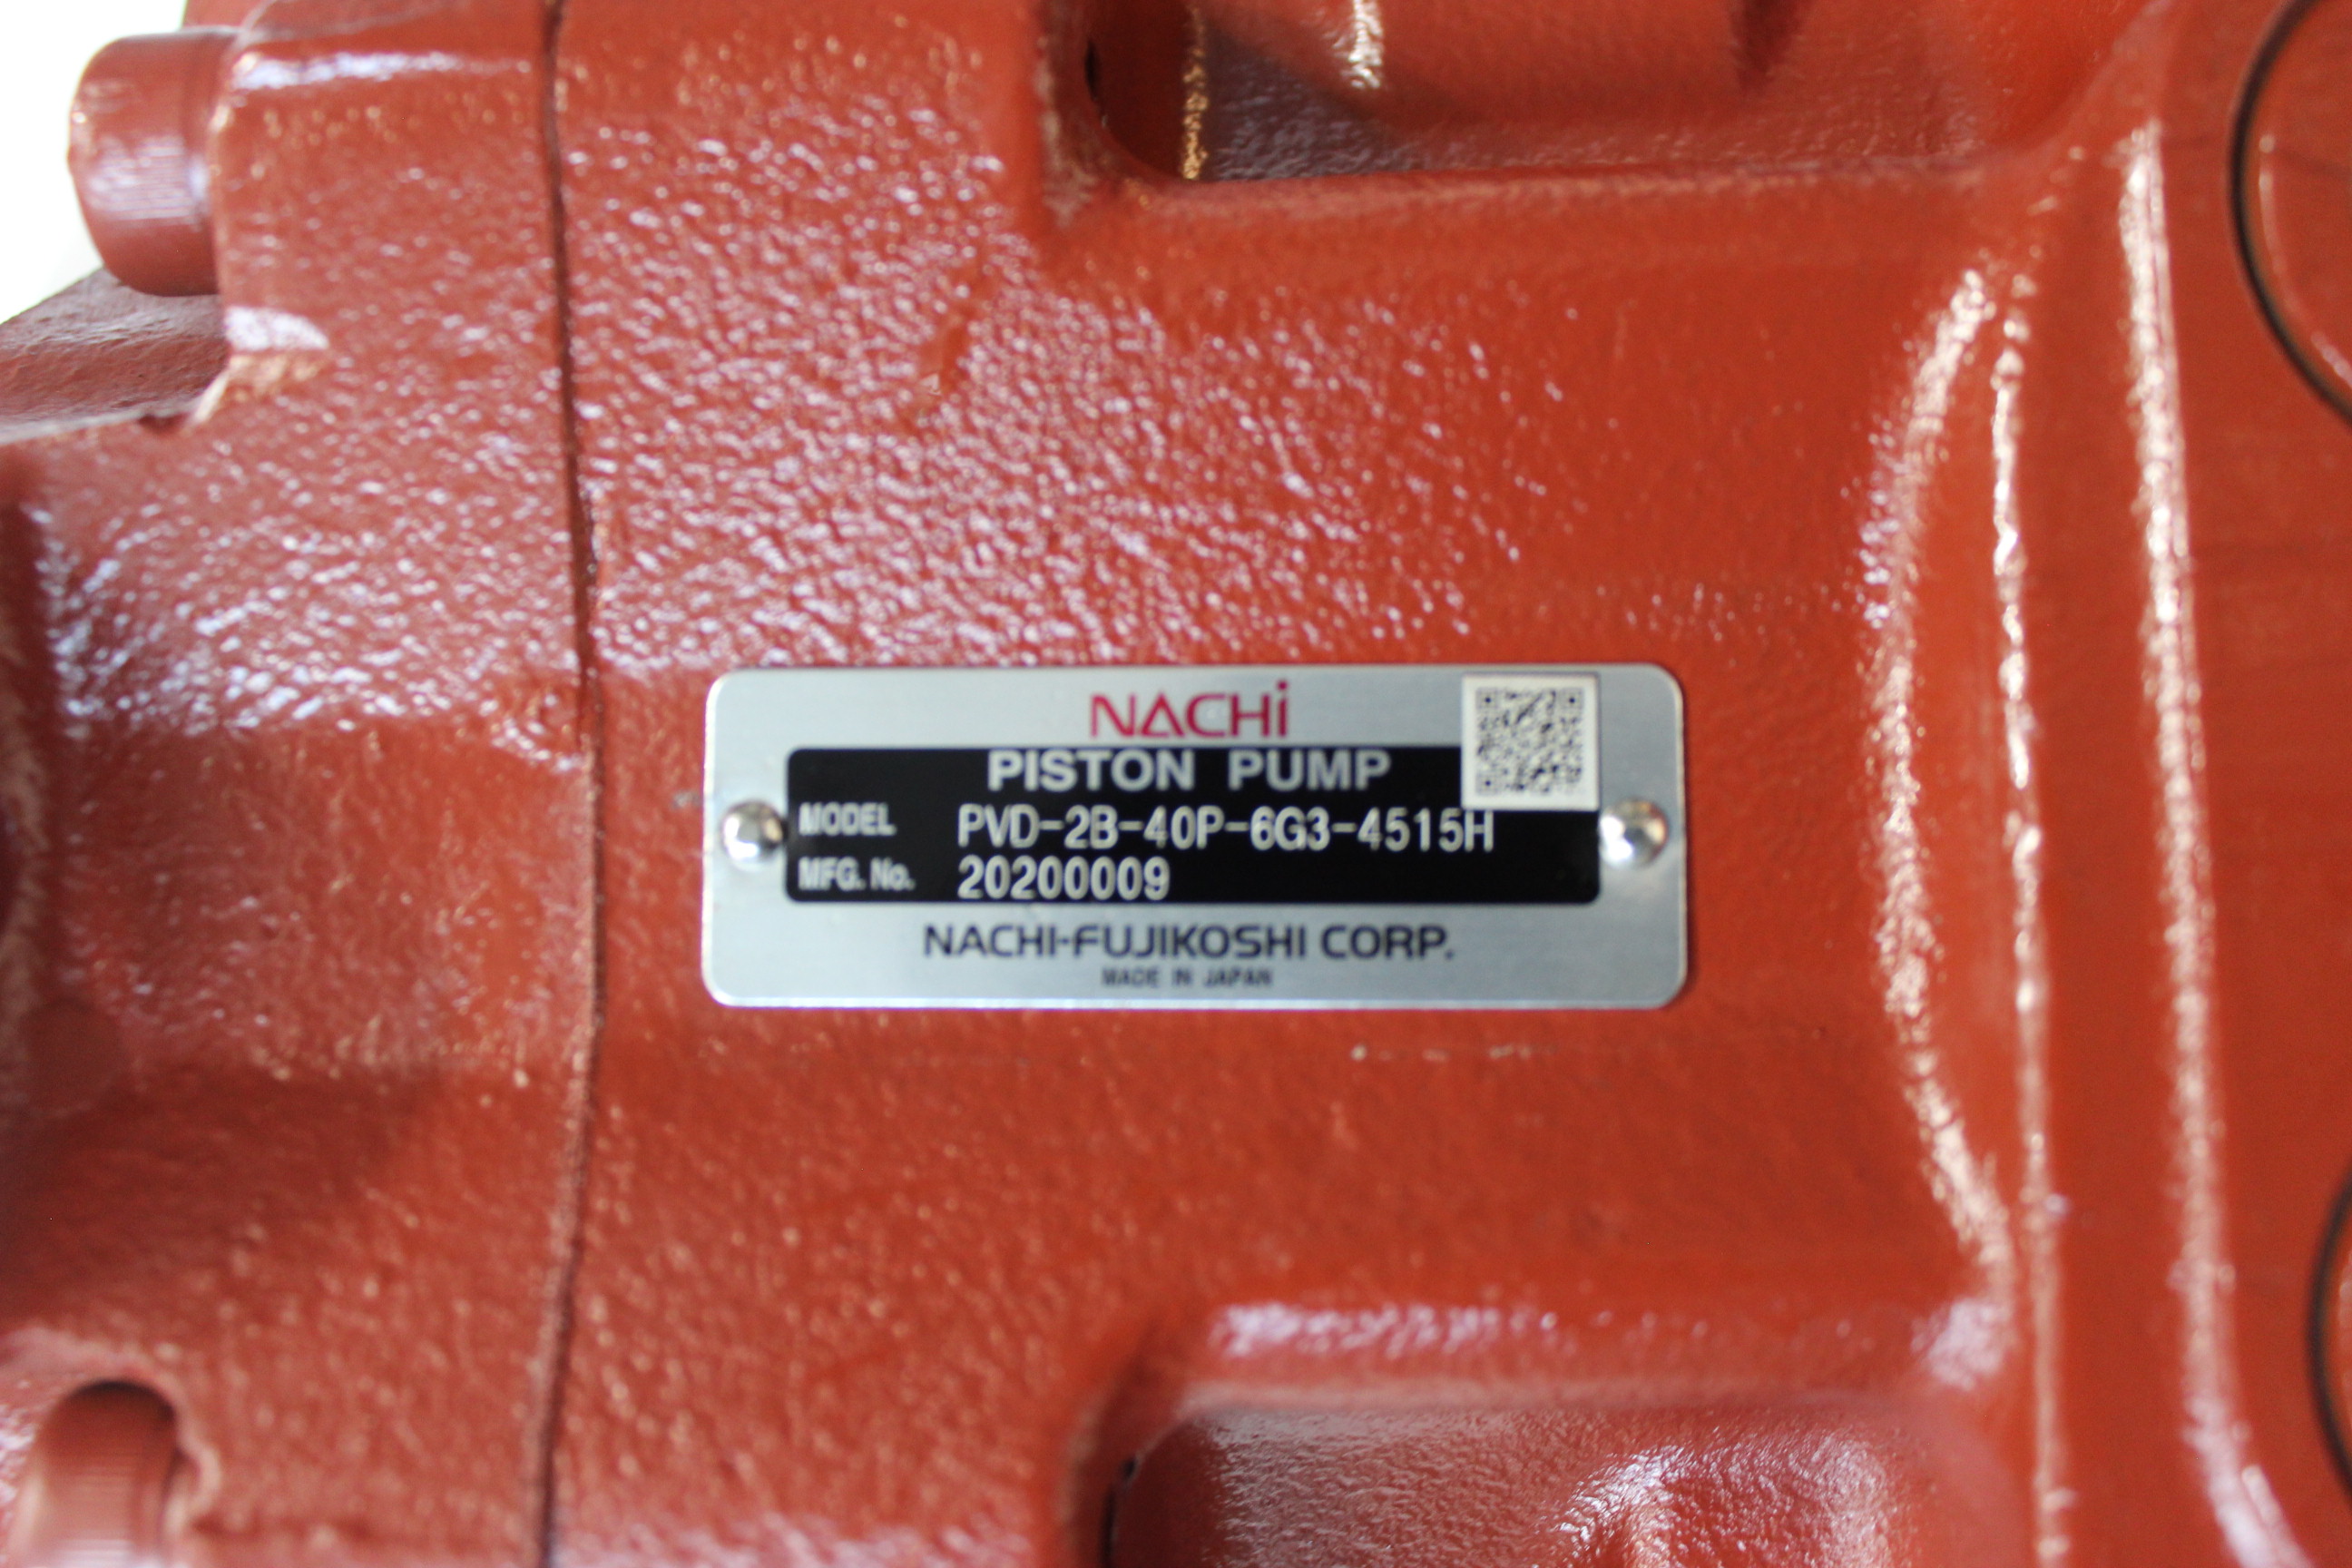 NACHi
PISTON PUMP
MODEL PVD-2B-40P-6G3-4515H
MFG. No. 20200009
NACHI-FUJIKOSHI CORP.
MADE IN JAPAN